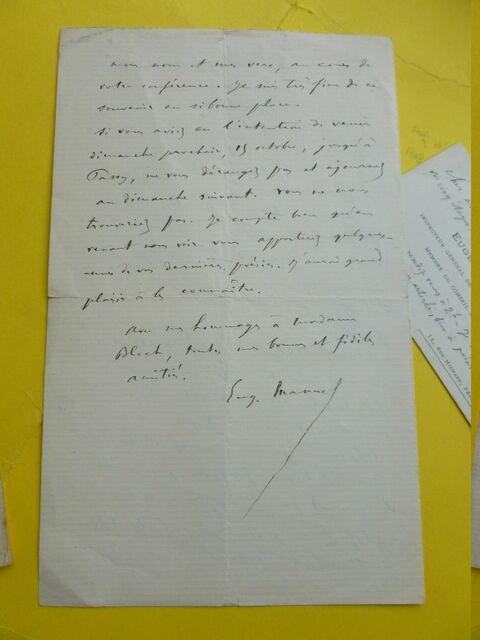 mon nom et mes vers, au cours de
votre conférence. Je suis très fier de ce
souvenir en si bonne place.
Si vous aviez eu l'intention de venir
dimanche prochain, 15 octobre, jusqu'à
Passy, ne vous dérangez pas et ajournez
au dimanche suivant. Vous ne nous
trouveriez pas. Je compte bien qu'en
venant nous voir vous apporterez quelques-
unes de vos dernières poésies. J'aurai grand
plaisir à les connaître.
Avec mes hommages à Madame
Bloch, toutes mes bonnes et fidèles
amitiés.
Eug. Manuel
EUG
INSPECTEUR GÉNÉRAL DE
MEMBRE DU CONSEIL